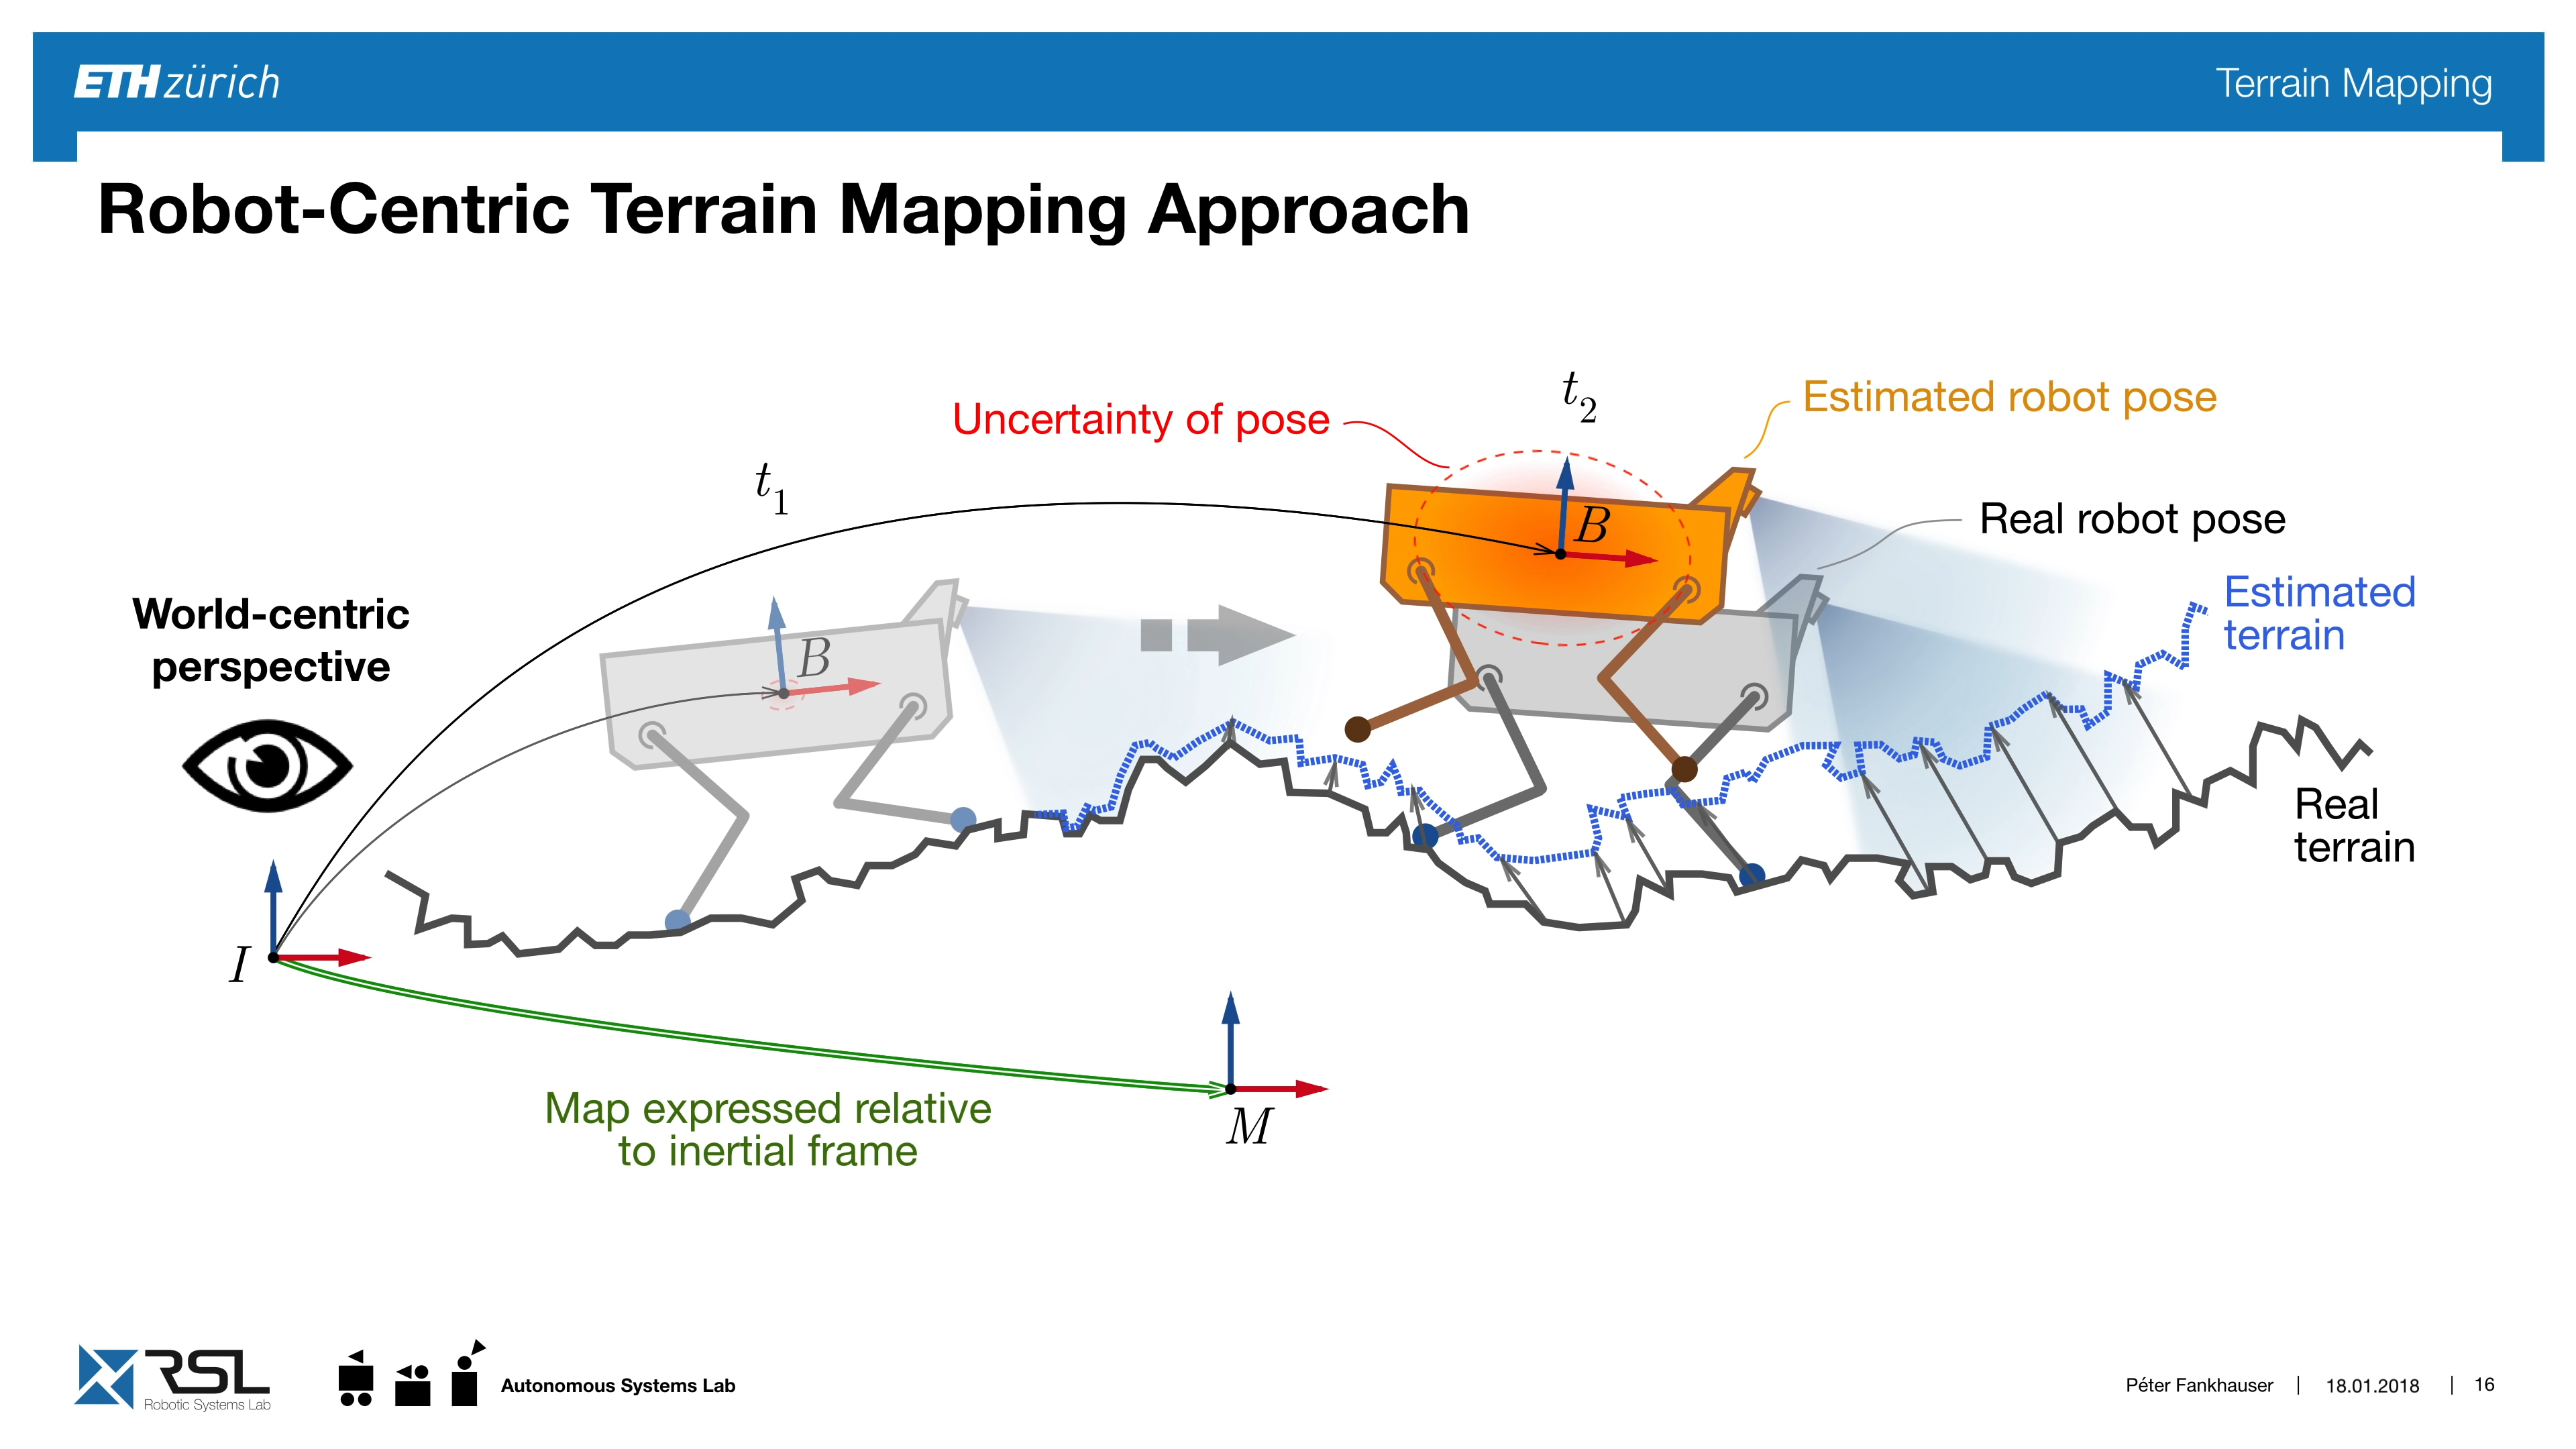 ETH zürich
Terrain Mapping
Robot-Centric Terrain Mapping Approach
t2
Uncertainty of pose
Estimated robot pose
t1
B
Real robot pose
World-centric
perspective
B
Estimated
terrain
Real
terrain
I
Map expressed relative
to inertial frame
M
RSL
Robotic Systems Lab
Autonomous Systems Lab
Péter Fankhauser | 18.01.2018 | 16